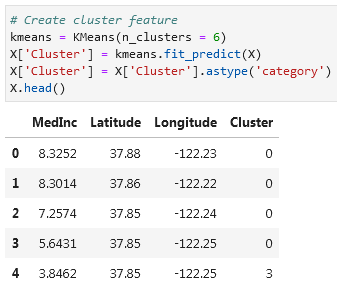 # Create cluster feature
kmeans = KMeans(n_clusters = 6)
X['Cluster'] = kmeans.fit_predict(X)
X['Cluster'] = X['Cluster'].astype('category')
X.head()
MedInc Latitude Longitude Cluster
0 8.3252 37.88 -122.23 0
1 8.3014 37.86 -122.22 0
2 7.2574 37.85 -122.24 0
3 5.6431 37.85 -122.25 0
4 3.8462 37.85 -122.25 3